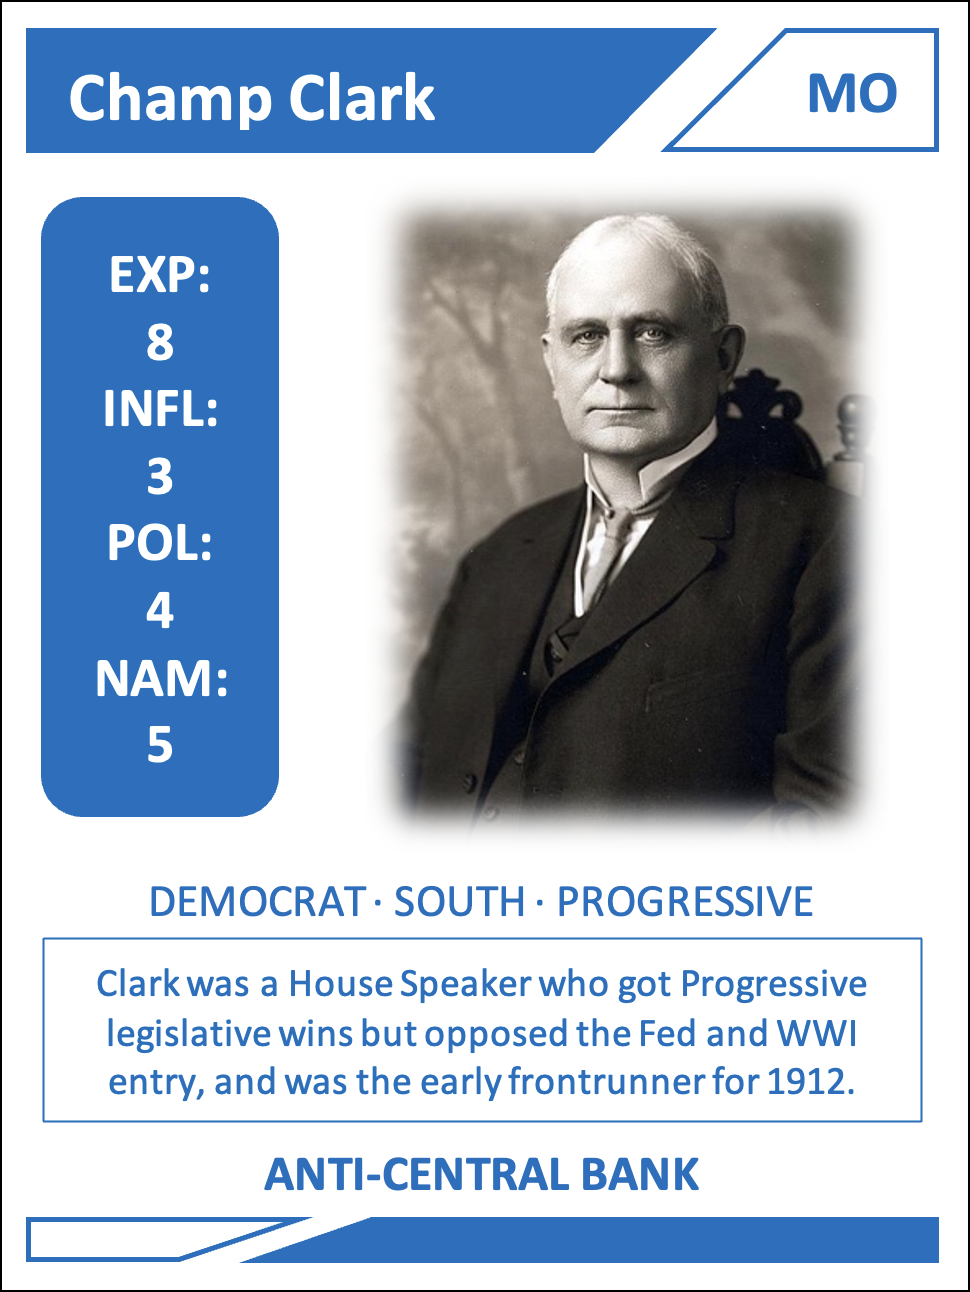 Champ Clark
MO
EXP:
8
INFL:
3
POL:
4
NAM:
5
DEMOCRAT · SOUTH · PROGRESSIVE
Clark was a House Speaker who got Progressive
legislative wins but opposed the Fed and WWI
entry, and was the early frontrunner for 1912.
ANTI-CENTRAL BANK